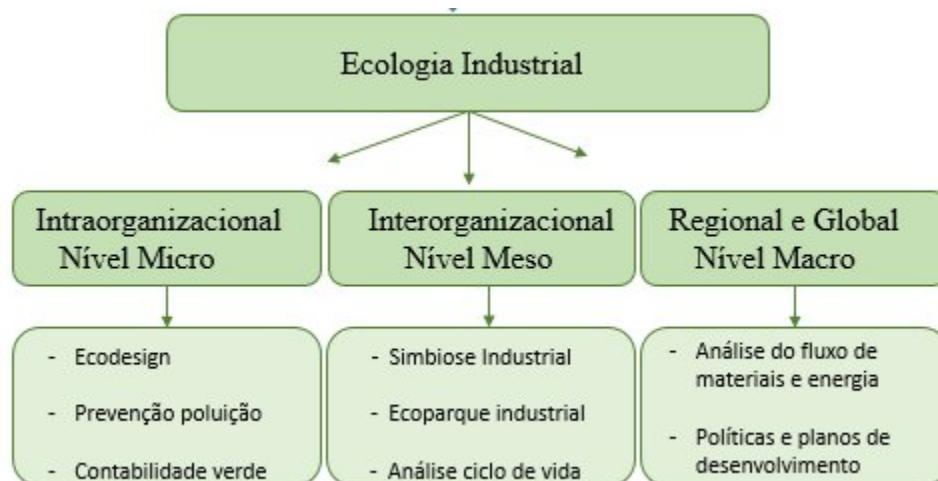 Ecologia Industrial
Intraorganizacional
Nível Micro
Interorganizacional
Nível Meso
Regional e Global
Nível Macro
- Ecodesign
- Prevenção poluição
- Contabilidade verde
- Simbiose Industrial
- Ecoparque industrial
- Análise ciclo de vida
- Análise do fluxo de
materiais e energia
- Políticas e planos de
desenvolvimento